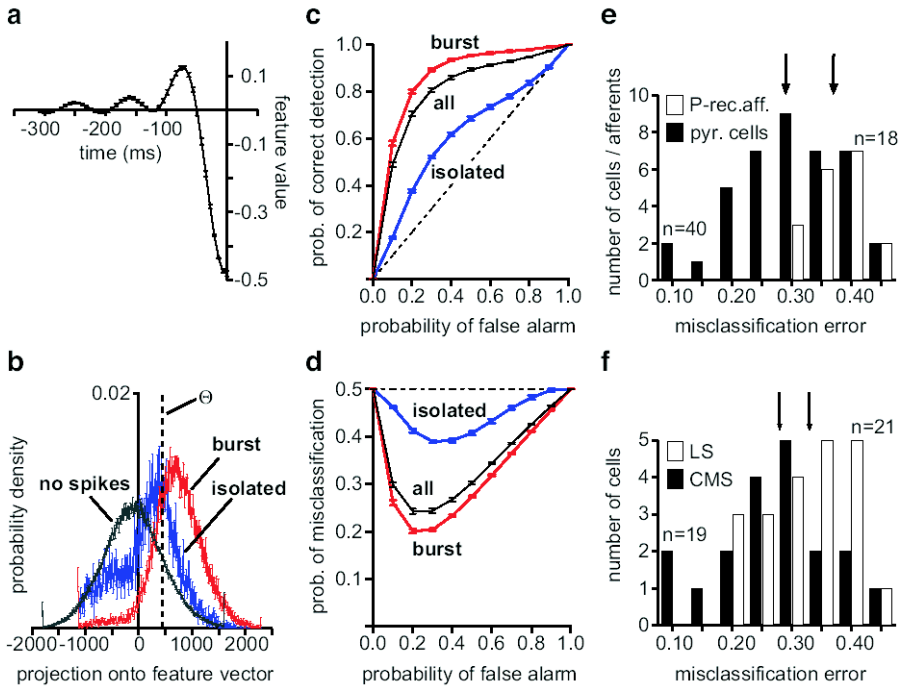 a
0.1
-0.1
-0.3
-0.5
-300
-200
-100
time (ms)
feature value
b
0.02
Θ
burst
no spikes
isolated
probability density
-2000
-1000
0
1000
2000
projection onto feature vector
c
1.0
0.8
0.6
0.4
0.2
prob. of correct detection
burst
all
isolated
0.0
0.2
0.4
0.6
0.8
1.0
probability of false alarm
d
0.5
0.4
0.3
0.2
0.1
prob. of misclassification
isolated
all
burst
0.0
0.2
0.4
0.6
0.8
1.0
probability of false alarm
e
10
8
6
4
2
0
number of cells / afferents
P-rec.aff.
pyr. cells
n=18
n=40
0.10
0.20
0.30
0.40
misclassification error
f
5
4
3
2
1
0
number of cells
LS
CMS
n=21
n=19
0.10
0.20
0.30
0.40
misclassification error